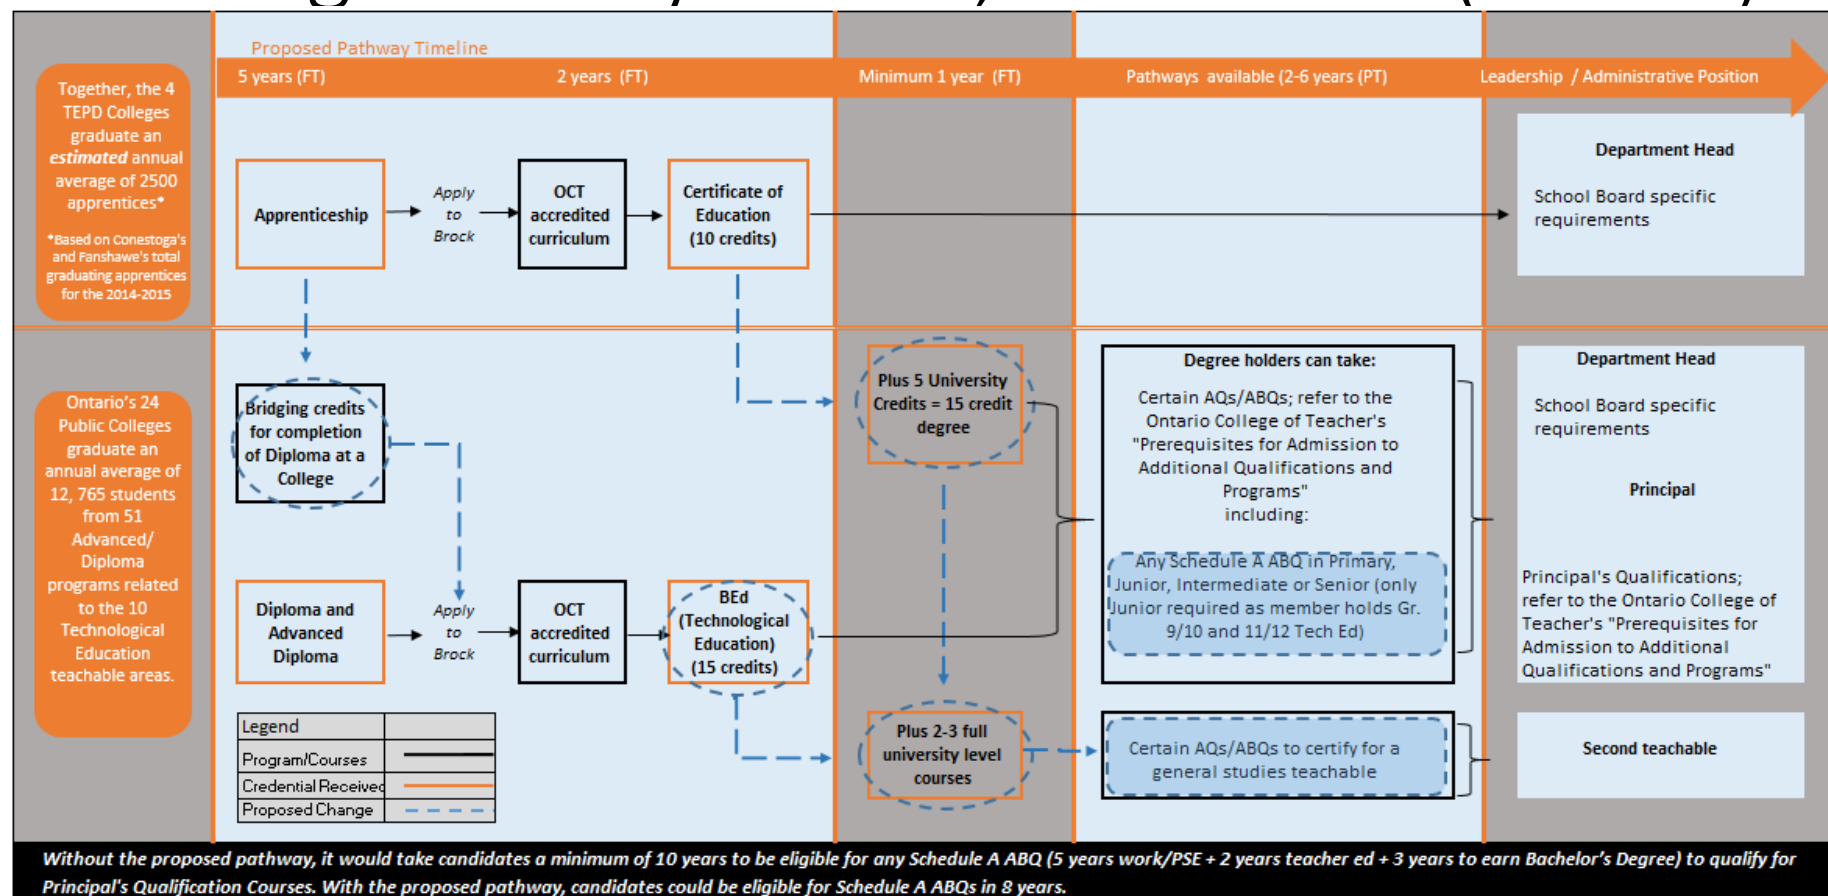 Proposed Pathway Timeline
5 years (FT)
2 years (FT)
Minimum 1 year (FT)
Pathways available (2-6 years (PT)
Leadership / Administrative Position
Together, the 4
TEPD Colleges
graduate an
estimated annual
average of 2500
apprentices*
*Based on Conestoga's
and Fanshawe's total
graduating apprentices
for the 2014-2015
Apprenticeship
Apply
to
Brock
OCT
accredited
curriculum
Certificate of
Education
(10 credits)
Department Head
School Board specific
requirements
Ontario's 24
Public Colleges
graduate an
annual average of
12, 765 students
from 51
Advanced/
Diploma
programs related
to the 10
Technological
Education
teachable areas.
Bridging credits
for completion
of Diploma at a
College
Diploma and
Advanced
Diploma
Apply
to
Brock
OCT
accredited
curriculum
BEd
(Technological
Education)
(15 credits)
Plus 5 University
Credits = 15 credit
degree
Plus 2-3 full
university level
courses
Degree holders can take:
Certain AQs/ABQs; refer to the
Ontario College of Teacher's
"Prerequisites for Admission to
Additional Qualifications and
Programs"
including:
Any Schedule A ABQ in Primary,
Junior, Intermediate or Senior (only
Junior required as member holds Gr.
9/10 and 11/12 Tech Ed)
Certain AQs/ABQs to certify for a
general studies teachable
Department Head
School Board specific
requirements
Principal
Principal's Qualifications;
refer to the Ontario College of
Teacher's "Prerequisites for
Admission to Additional
Qualifications and Programs"
Second teachable
Legend
Program/Courses
Credential Received
Proposed Change
Without the proposed pathway, it would take candidates a minimum of 10 years to be eligible for any Schedule A ABQ (5 years work/PSE + 2 years teacher ed + 3 years to earn Bachelor's Degree) to qualify for
Principal's Qualification Courses. With the proposed pathway, candidates could be eligible for Schedule A ABQs in 8 years.